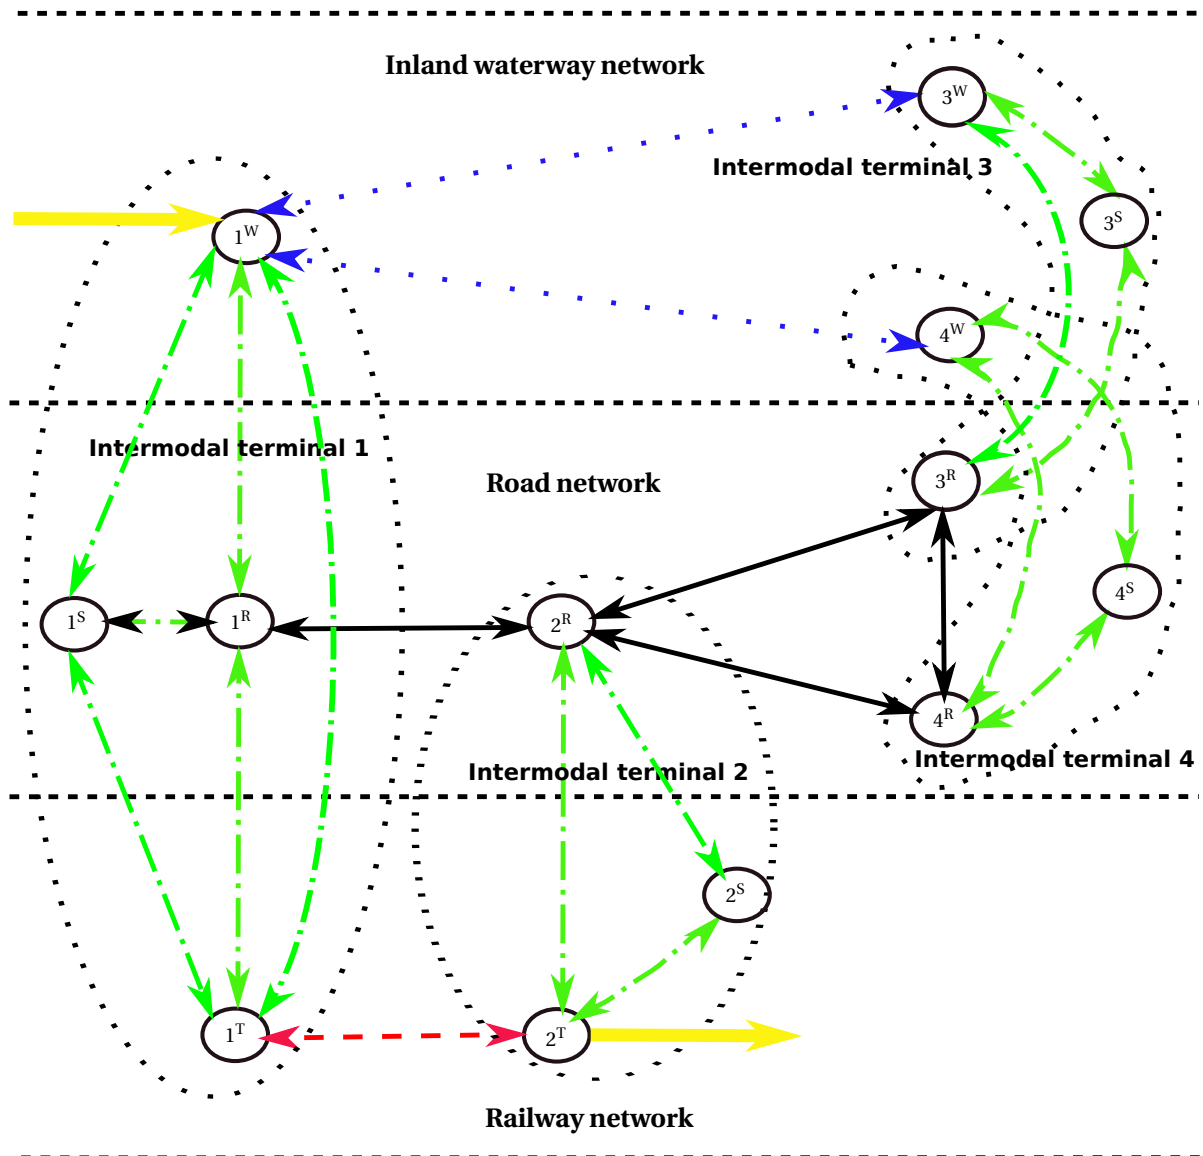 Inland waterway network
3W
Intermodal terminal 3
3S
1W
4W
Intermodal terminal 1
Road network
3R
4S
1S
1R
2R
4R
Intermodal terminal 4
Intermodal terminal 2
2S
1T
2T
Railway network